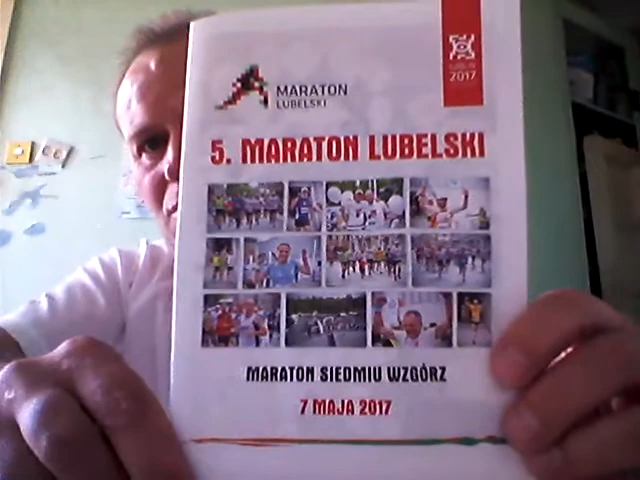 MARATON
LUBELSKI
LUBLIN
2017
5. MARATON LUBELSKI
MARATON SIEDMIU WZGÓRZ
7 MAJA 2017